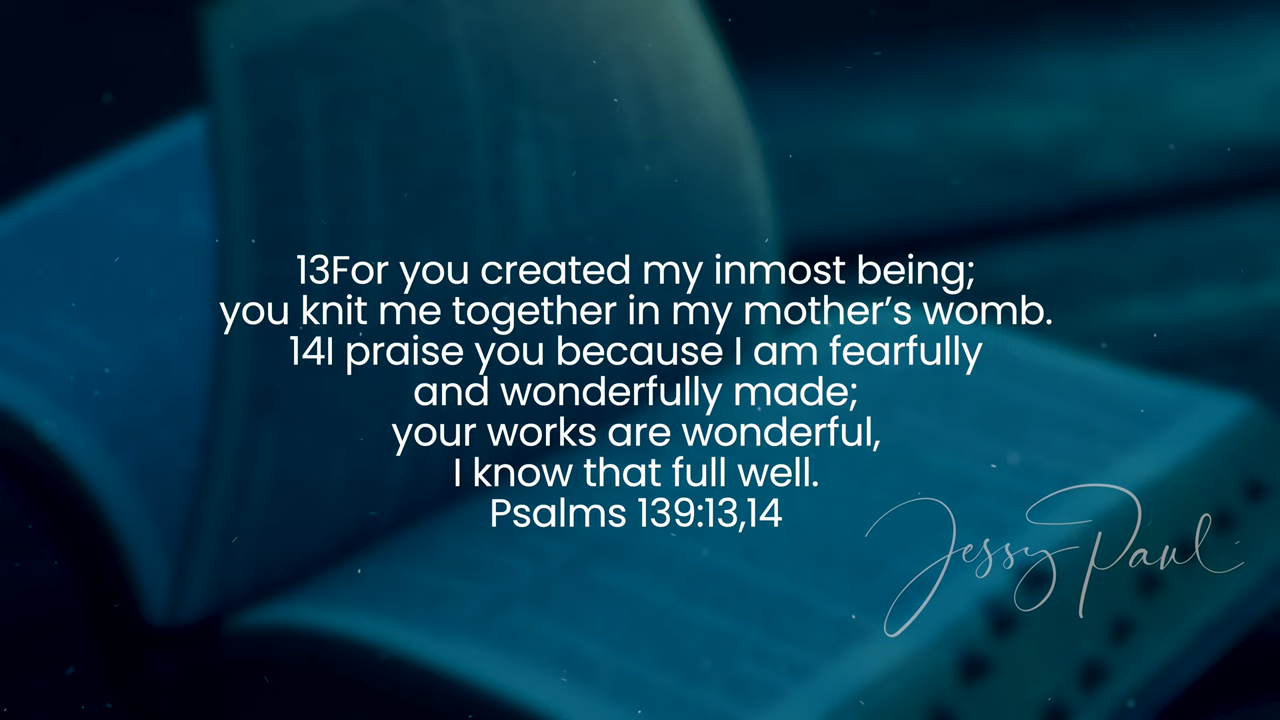 13For you created my inmost being;
you knit me together in my mother’s womb.
14I praise you because I am fearfully
and wonderfully made;
your works are wonderful,
I know that full well.
Psalms 139:13,14
Jessy Paul